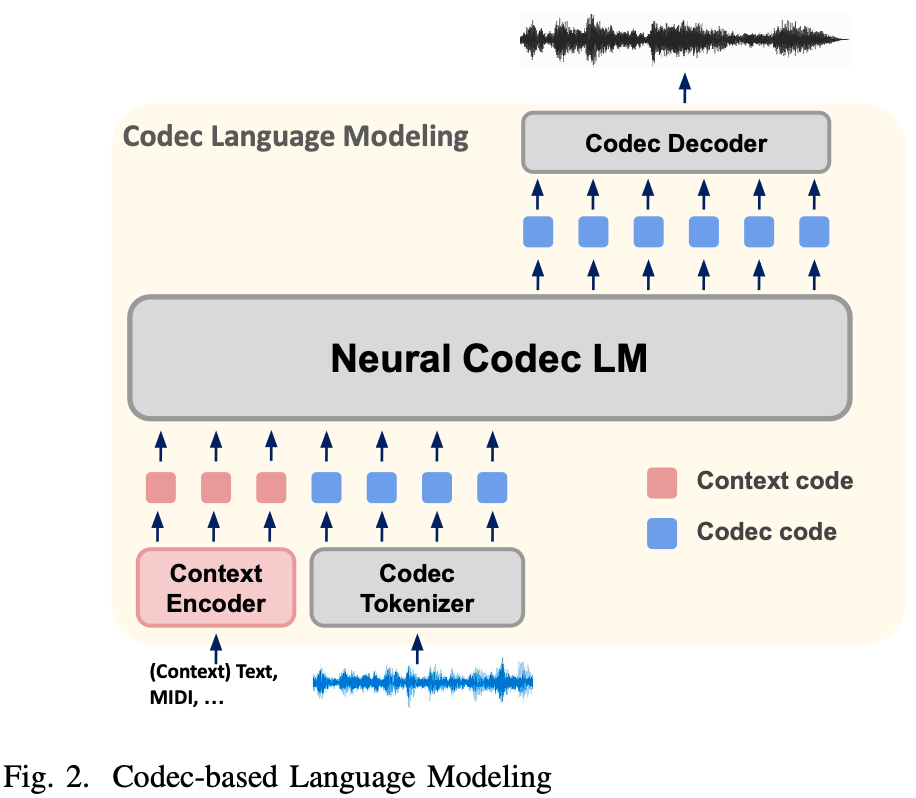 Codec Language Modeling
Codec Decoder
Neural Codec LM
Context code
Codec code
Context
Encoder
Codec
Tokenizer
(Context) Text,
MIDI, …
Fig. 2. Codec-based Language Modeling